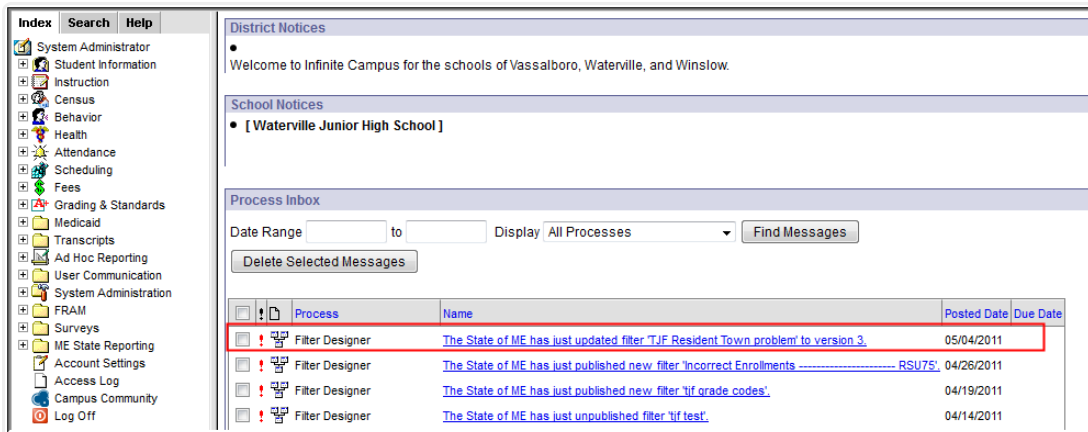 Index Search Help
System Administrator
Student Information
Instruction
Census
Behavior
Health
Attendance
Scheduling
Fees
Grading & Standards
Medicaid
Transcripts
Ad Hoc Reporting
User Communication
System Administration
FRAM
Surveys
ME State Reporting
Account Settings
Access Log
Campus Community
Log Off
District Notices
Welcome to Infinite Campus for the schools of Vassalboro, Waterville, and Winslow.
School Notices
[ Waterville Junior High School ]
Process Inbox
Date Range to Display All Processes Find Messages
Delete Selected Messages
Process Name Posted Date Due Date
Filter Designer The State of ME has just updated filter 'TJF Resident Town problem' to version 3. 05/04/2011
Filter Designer The State of ME has just published new filter 'Incorrect Enrollments ---------------------- RSU75'. 04/26/2011
Filter Designer The State of ME has just published new filter 'tjf grade codes'. 04/19/2011
Filter Designer The State of ME has just unpublished filter 'tjf test'. 04/14/2011